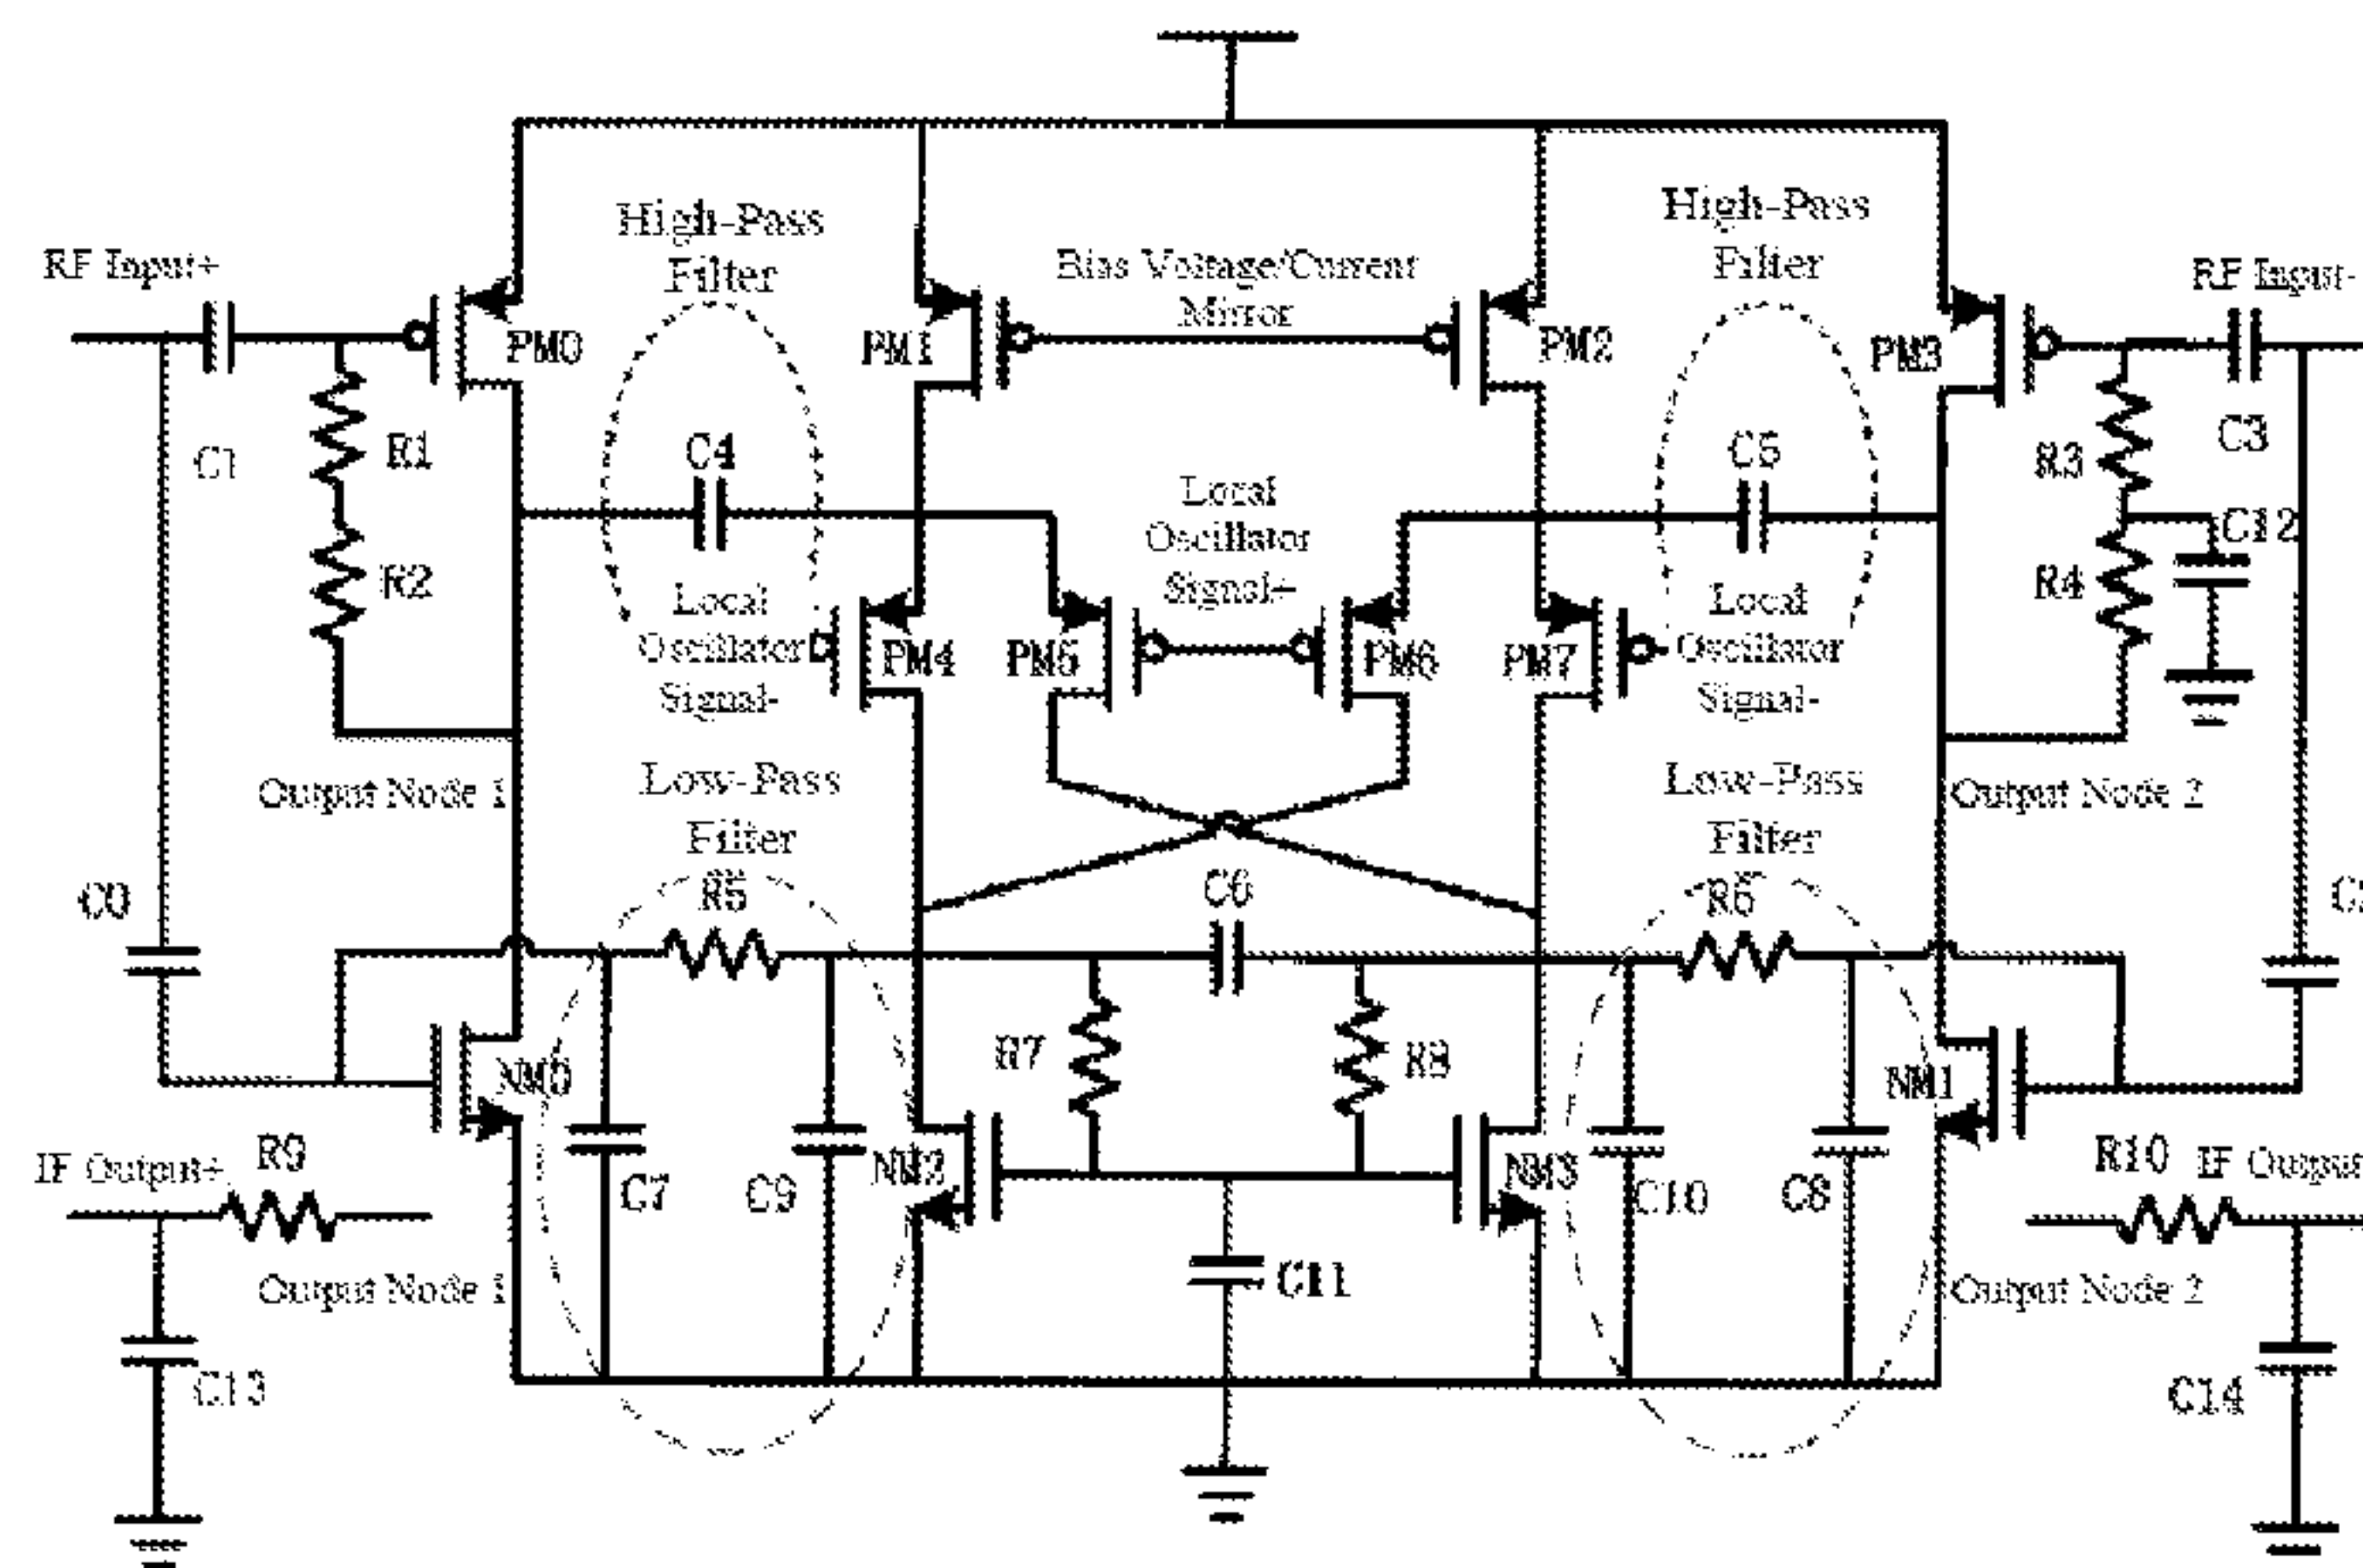 High-Pass
Filter
High-Pass
Filter
RF Input+
Bias Voltage/Current
Mirror
RF Input-
PM0
PM1
PM2
PM3
C1
R1
C4
C5
R3
C3
Local
Oscillator
Signal+
C12
R2
R4
Local
Oscillator
Signal-
PM4
PM5
PM6
PM7
Local
Oscillator
Signal-
Output Node 1
Low-Pass
Filter
Low-Pass
Filter
Output Node 2
C0
R5
C6
R6
R7
R8
NM0
NM1
IF Output+
R9
C7
C9
NM2
NM3
C10
C8
R10
IF Output
Output Node 1
C11
Output Node 2
C13
C14